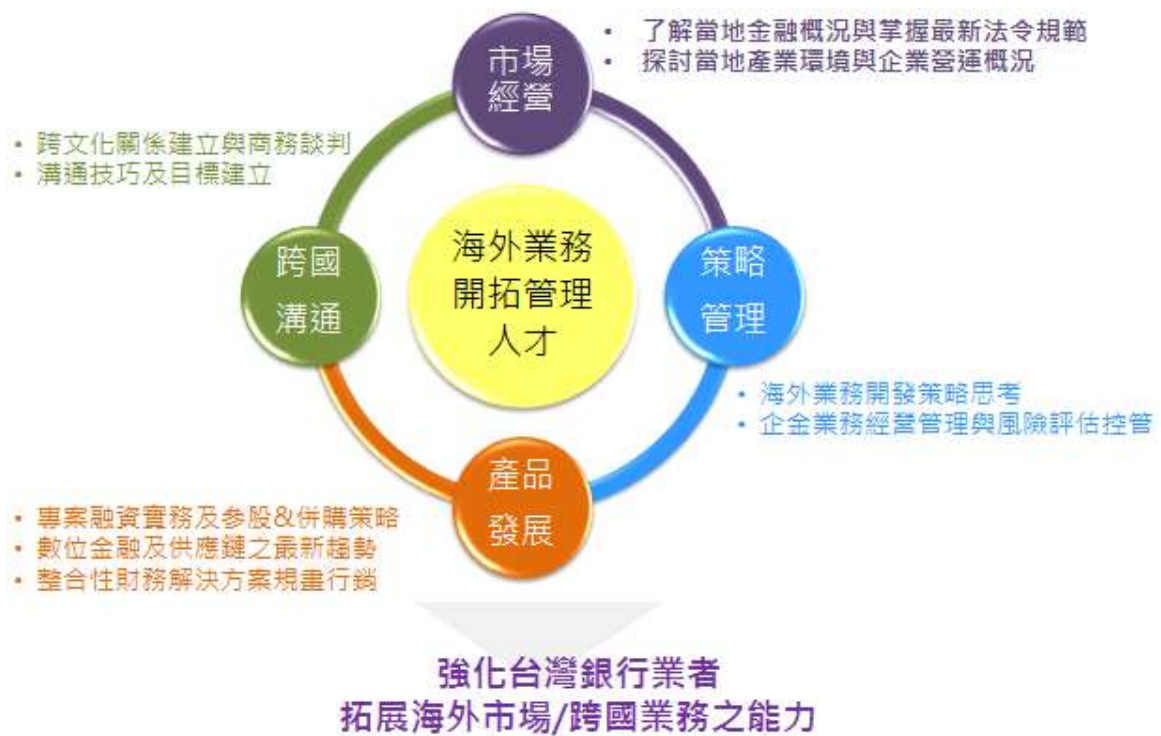 市場
經營
• 了解當地金融概況與掌握最新法令規範
• 探討當地產業環境與企業營運概況
• 跨文化關係建立與商務談判
• 溝通技巧及目標建立
跨國
溝通
海外業務
開拓管理
人才
策略
管理
• 海外業務開發策略思考
• 企金業務經營管理與風險評估控管
產品
發展
• 專案融資實務及參股&併購策略
• 數位金融及供應鏈之最新趨勢
• 整合性財務解決方案規畫行銷
強化台灣銀行業者
拓展海外市場/跨國業務之能力